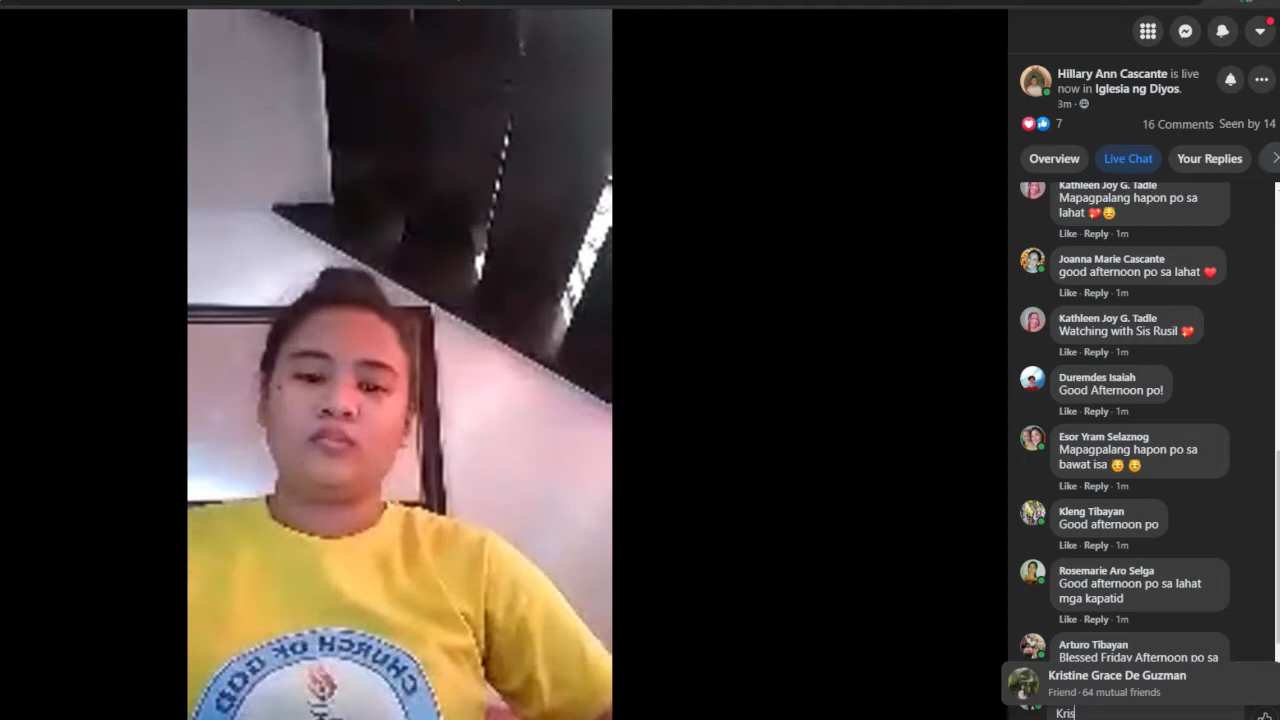 Hillary Ann Cascante is live
now in Iglesia ng Diyos.
3m
7
16 Comments Seen by 14
Overview
Live Chat
Your Replies
Kathleen Joy G. Tadle
Mapagpalang hapon po sa
lahat 💖☺️
Like · Reply · 1m
Joanna Marie Cascante
good afternoon po sa lahat ❤️
Like · Reply · 1m
Kathleen Joy G. Tadle
Watching with Sis Rusil 💖
Like · Reply · 1m
Duremdes Isaiah
Good Afternoon po!
Like · Reply · 1m
Esor Yram Selaznog
Mapagpalang hapon po sa
bawat isa ☺️ ☺️
Like · Reply · 1m
Kleng Tibayan
Good afternoon po
Like · Reply · 1m
Rosemarie Aro Selga
Good afternoon po sa lahat
mga kapatid
Like · Reply · 1m
Arturo Tibayan
Blessed Friday Afternoon po sa
Kristine Grace De Guzman
Friend · 64 mutual friends
Kris
CHURCH OF GOD